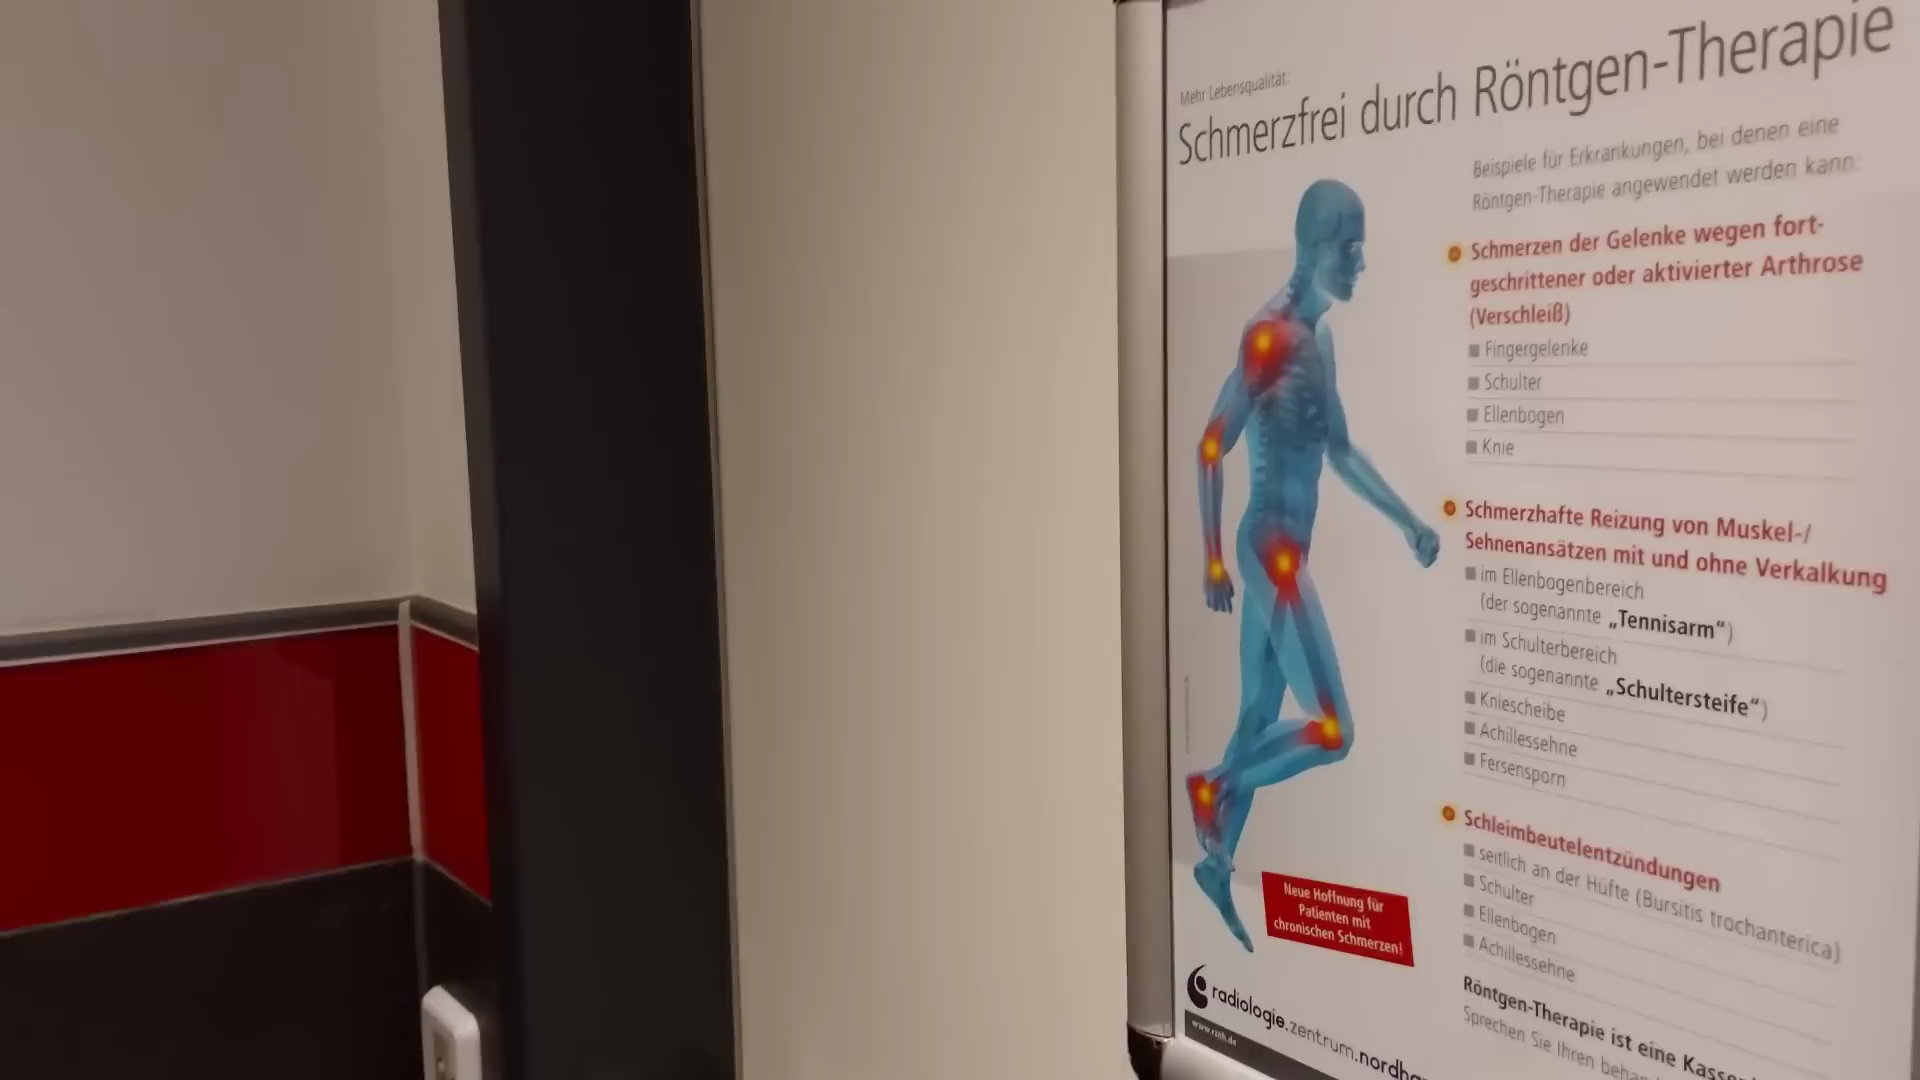 Mehr Lebensqualität:
Schmerzfrei durch Röntgen-Therapie
Beispiele für Erkrankungen, bei denen eine
Röntgen-Therapie angewendet werden kann:
Schmerzen der Gelenke wegen fort-
geschrittener oder aktivierter Arthrose
(Verschleiß)
Fingergelenke
Schulter
Ellenbogen
Knie
Schmerzhafte Reizung von Muskel-/
Sehnenansätzen mit und ohne Verkalkung
im Ellenbogenbereich
(der sogenannte „Tennisarm“)
im Schulterbereich
(die sogenannte „Schultersteife“)
Kniescheibe
Achillessehne
Fersensporn
Schleimbeutelentzündungen
seitlich an der Hüfte (Bursitis trochanterica)
Schulter
Ellenbogen
Achillessehne
Röntgen-Therapie ist eine
Sprechen Sie Ihren
Neue Hoffnung für
Patienten mit
chronischen Schmerzen!
radiologie.zentrum.
www.rznh.de